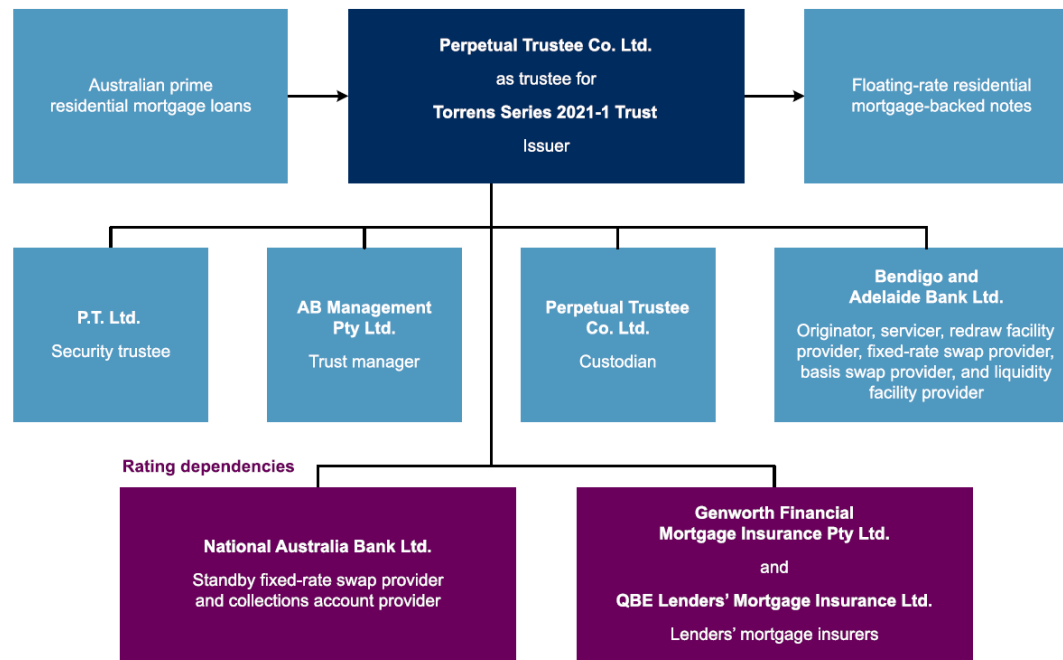 Australian prime
residential mortgage loans
Perpetual Trustee Co. Ltd.
as trustee for
Torrens Series 2021-1 Trust
Issuer
Floating-rate residential
mortgage-backed notes
P.T. Ltd.
Security trustee
AB Management
Pty Ltd.
Trust manager
Perpetual Trustee
Co. Ltd.
Custodian
Bendigo and
Adelaide Bank Ltd.
Originator, servicer, redraw facility
provider, fixed-rate swap provider,
basis swap provider, and liquidity
facility provider
Rating dependencies
National Australia Bank Ltd.
Standby fixed-rate swap provider
and collections account provider
Genworth Financial
Mortgage Insurance Pty Ltd.
and
QBE Lenders’ Mortgage Insurance Ltd.
Lenders’ mortgage insurers